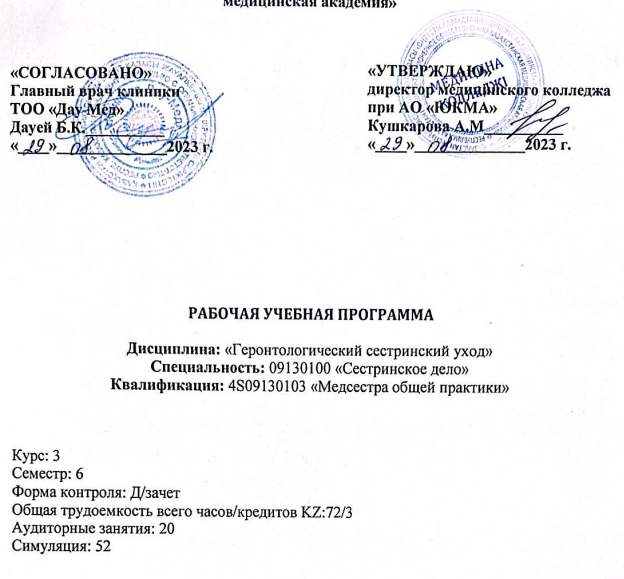 медицинская академия»
«СОГЛАСОВАНО»
Главный врач клиники
ТОО «Дау-Мед»
Дауей Б.К.
«29» 08 2023 г.
«УТВЕРЖДАЮ»
директор медицинского колледжа
при АО «ЮКМА»
Кушкарова А.М
«29» 08 2023 г.
МЕДИЦИНА
КОЛЛЕДЖІ
РАБОЧАЯ УЧЕБНАЯ ПРОГРАММА
Дисциплина: «Геронтологический сестринский уход»
Специальность: 09130100 «Сестринское дело»
Квалификация: 4S09130103 «Медсестра общей практики»
Курс: 3
Семестр: 6
Форма контроля: Д/зачет
Общая трудоемкость всего часов/кредитов KZ:72/3
Аудиторные занятия: 20
Симуляция: 52